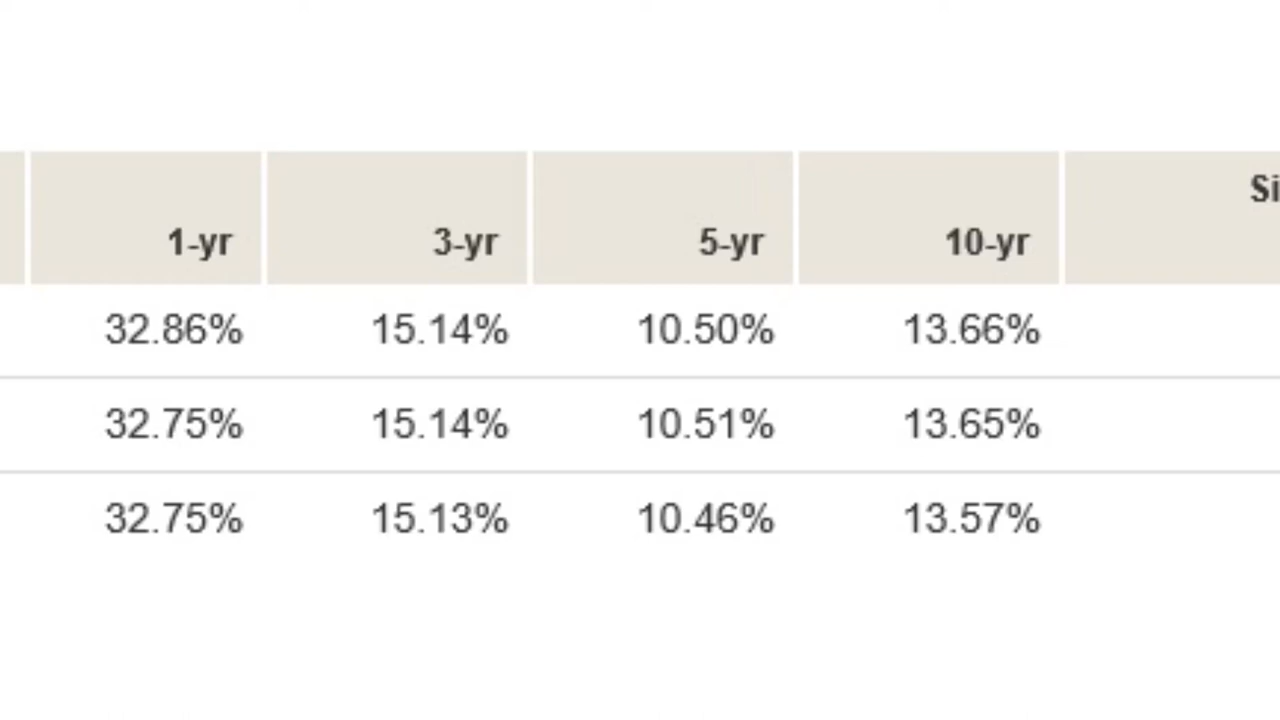 Si
1-yr 3-yr 5-yr 10-yr
32.86% 15.14% 10.50% 13.66%
32.75% 15.14% 10.51% 13.65%
32.75% 15.13% 10.46% 13.57%